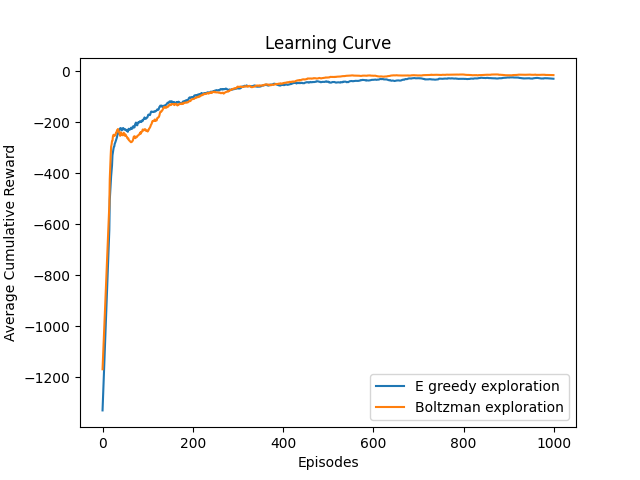 Learning Curve
Average Cumulative Reward
0
−200
−400
−600
−800
−1000
−1200
0 200 400 600 800 1000
Episodes
E greedy exploration
Boltzman exploration